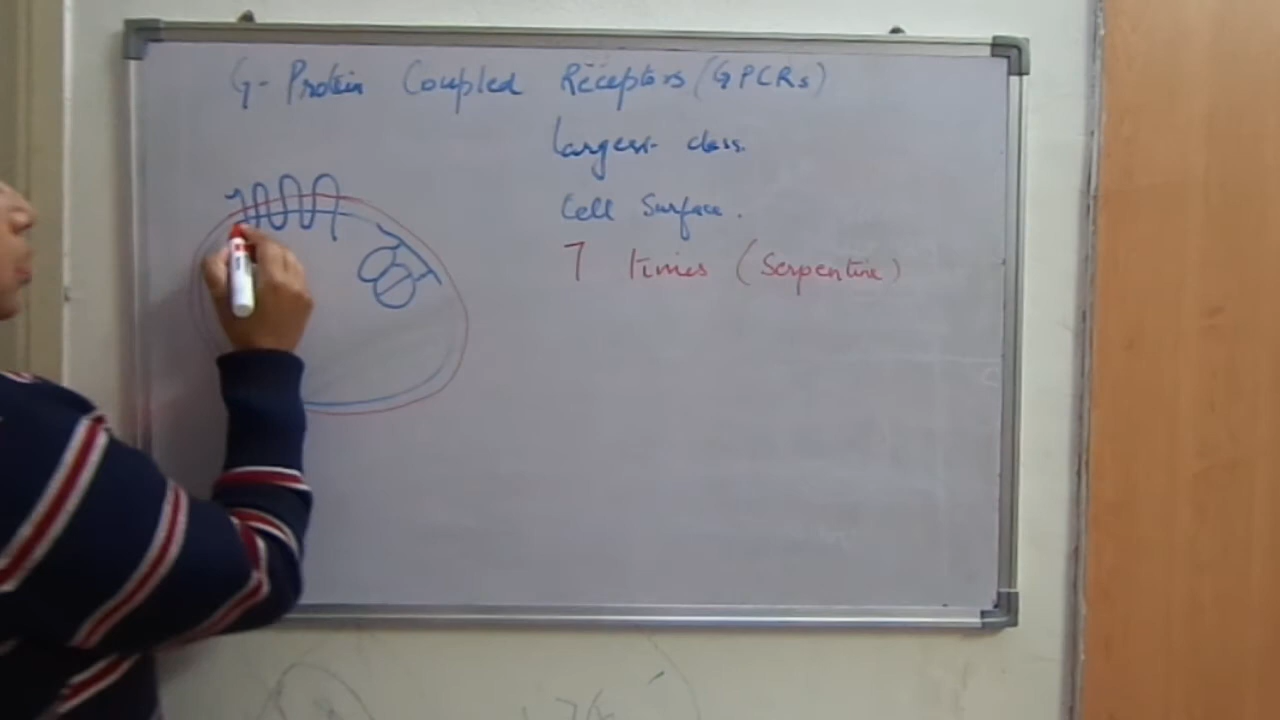 G-Protein Coupled Receptors (GPCRs)
Largest class.
Cell Surface.
7 times (Serpentine)